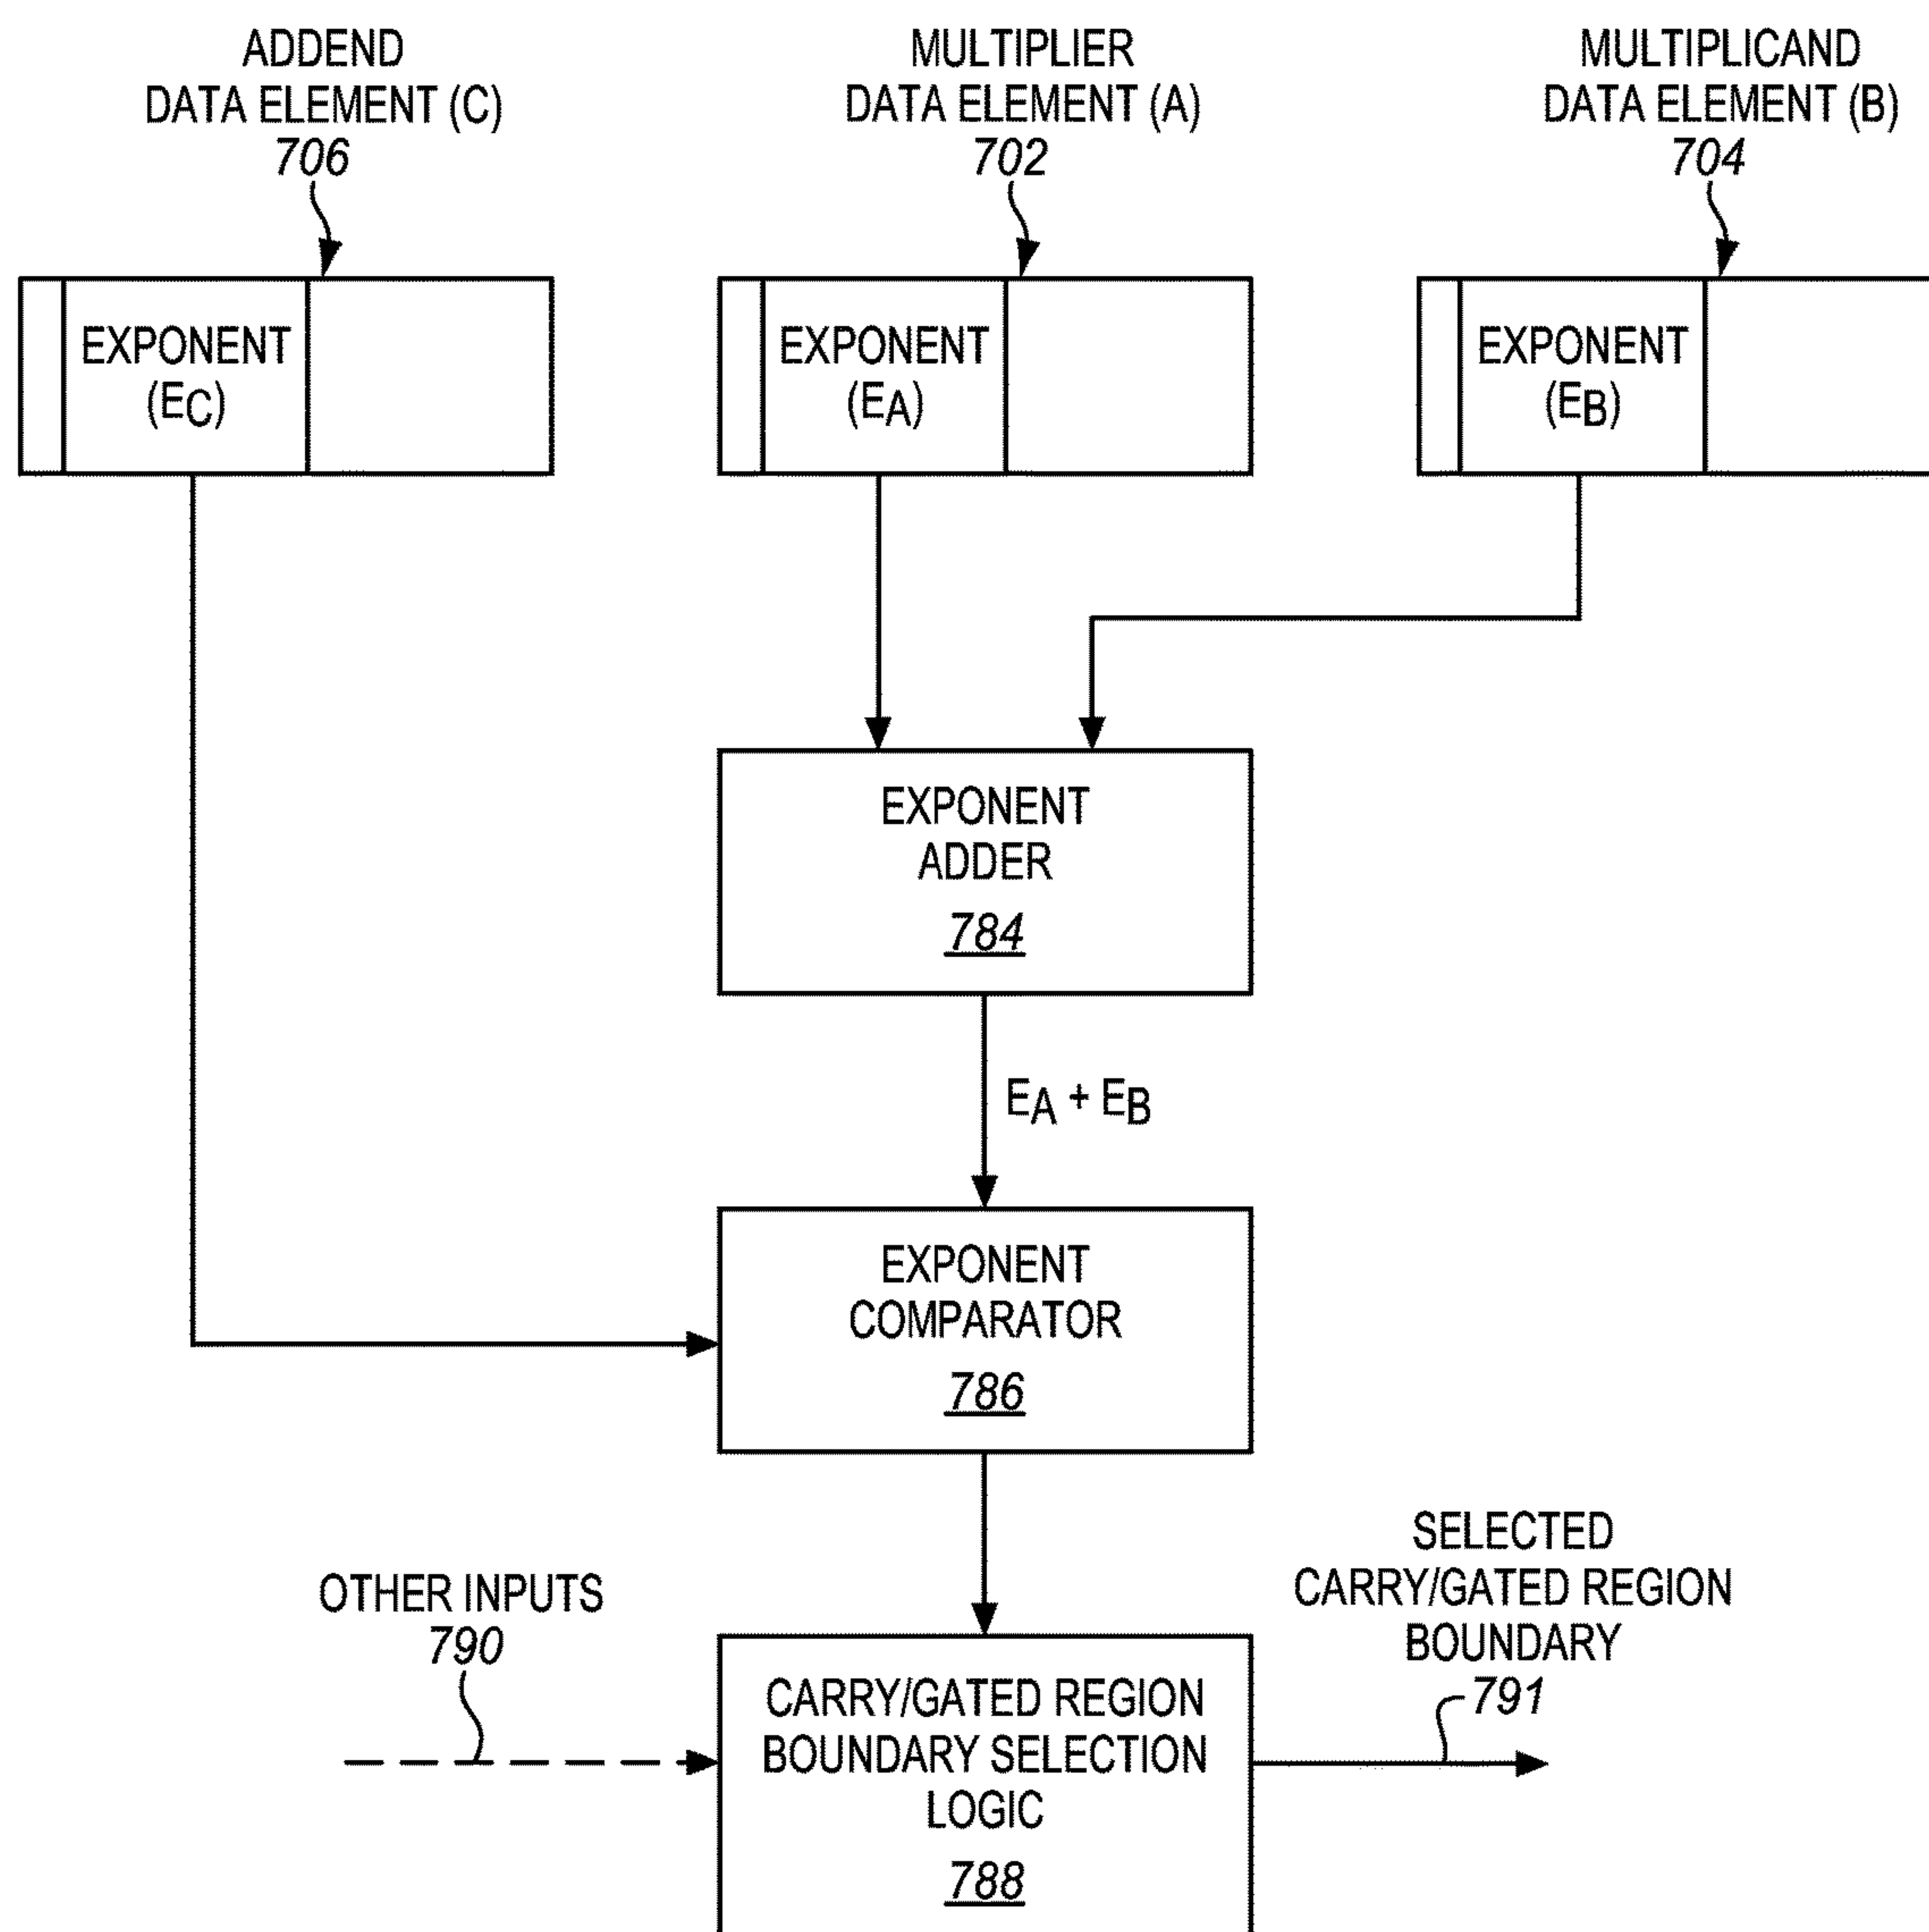 ADDEND
DATA ELEMENT (C)
706
MULTIPLIER
DATA ELEMENT (A)
702
MULTIPLICAND
DATA ELEMENT (B)
704
EXPONENT
(EC)
EXPONENT
(EA)
EXPONENT
(EB)
EXPONENT
ADDER
784
EA + EB
EXPONENT
COMPARATOR
786
OTHER INPUTS
790
SELECTED
CARRY/GATED REGION
BOUNDARY
791
CARRY/GATED REGION
BOUNDARY SELECTION
LOGIC
788